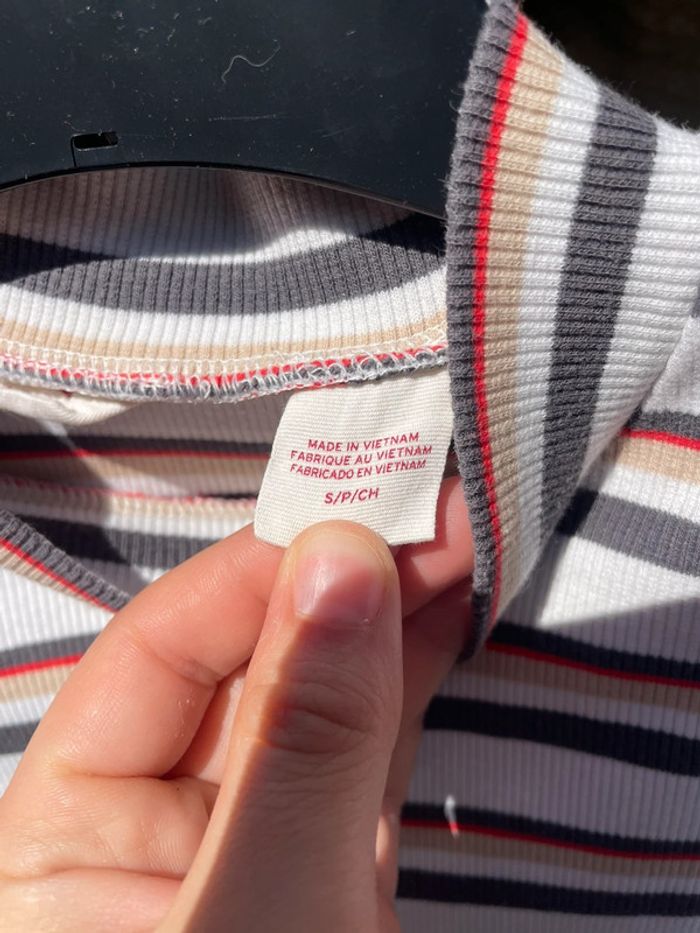 MADE IN VIETNAM
FABRIQUE AU VIETNAM
FABRICADO EN VIETNAM
S/P/CH